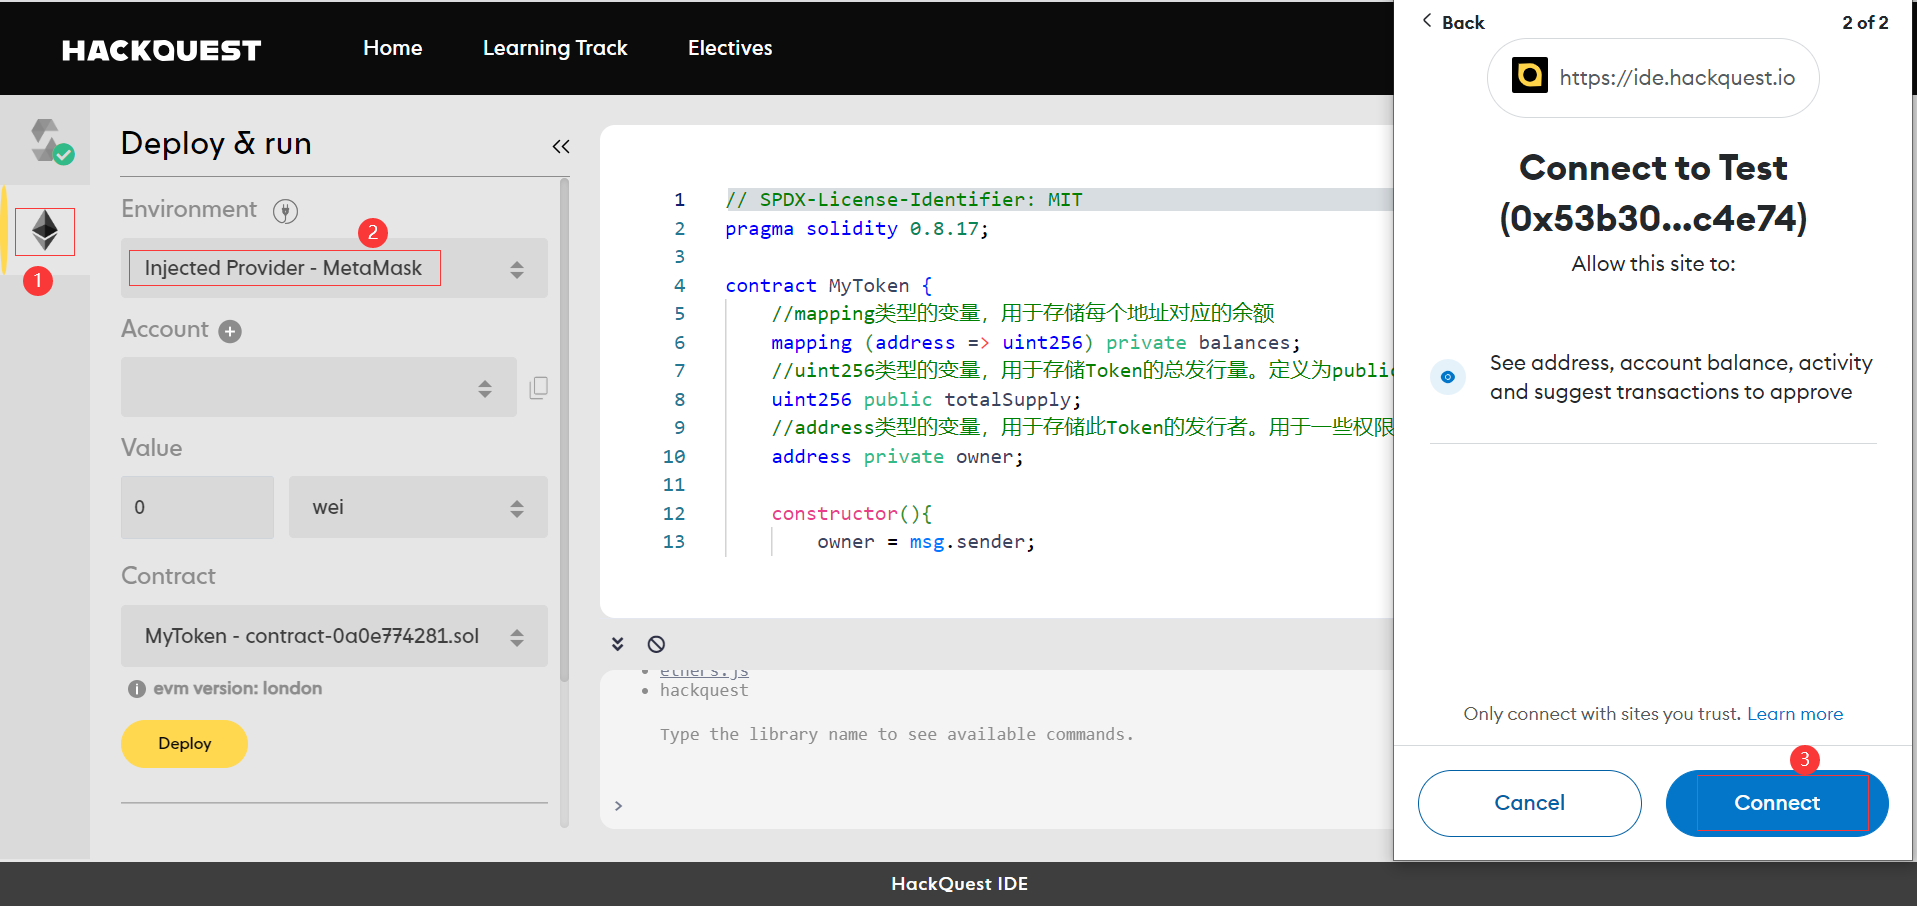 HACKQUEST
Home
Learning Track
Electives
Deploy & run
Environment
2
Injected Provider - MetaMask
1
Account
Value
0
wei
Contract
MyToken - contract-0a0e774281.sol
evm version: london
Deploy
1 // SPDX-License-Identifier: MIT
2 pragma solidity 0.8.17;
3
4 contract MyToken {
5 //mapping类型的变量，用于存储每个地址对应的余额
6 mapping (address => uint256) private balances;
7 //uint256类型的变量，用于存储Token的总发行量。定义为public
8 uint256 public totalSupply;
9 //address类型的变量，用于存储此Token的发行者。用于一些权限
10 address private owner;
11
12 constructor(){
13 owner = msg.sender;
ethers.js
hackquest
Type the library name to see available commands.
>
Back
2 of 2
https://ide.hackquest.io
Connect to Test
(0x53b30...c4e74)
Allow this site to:
See address, account balance, activity
and suggest transactions to approve
Only connect with sites you trust. Learn more
3
Cancel
Connect
HackQuest IDE